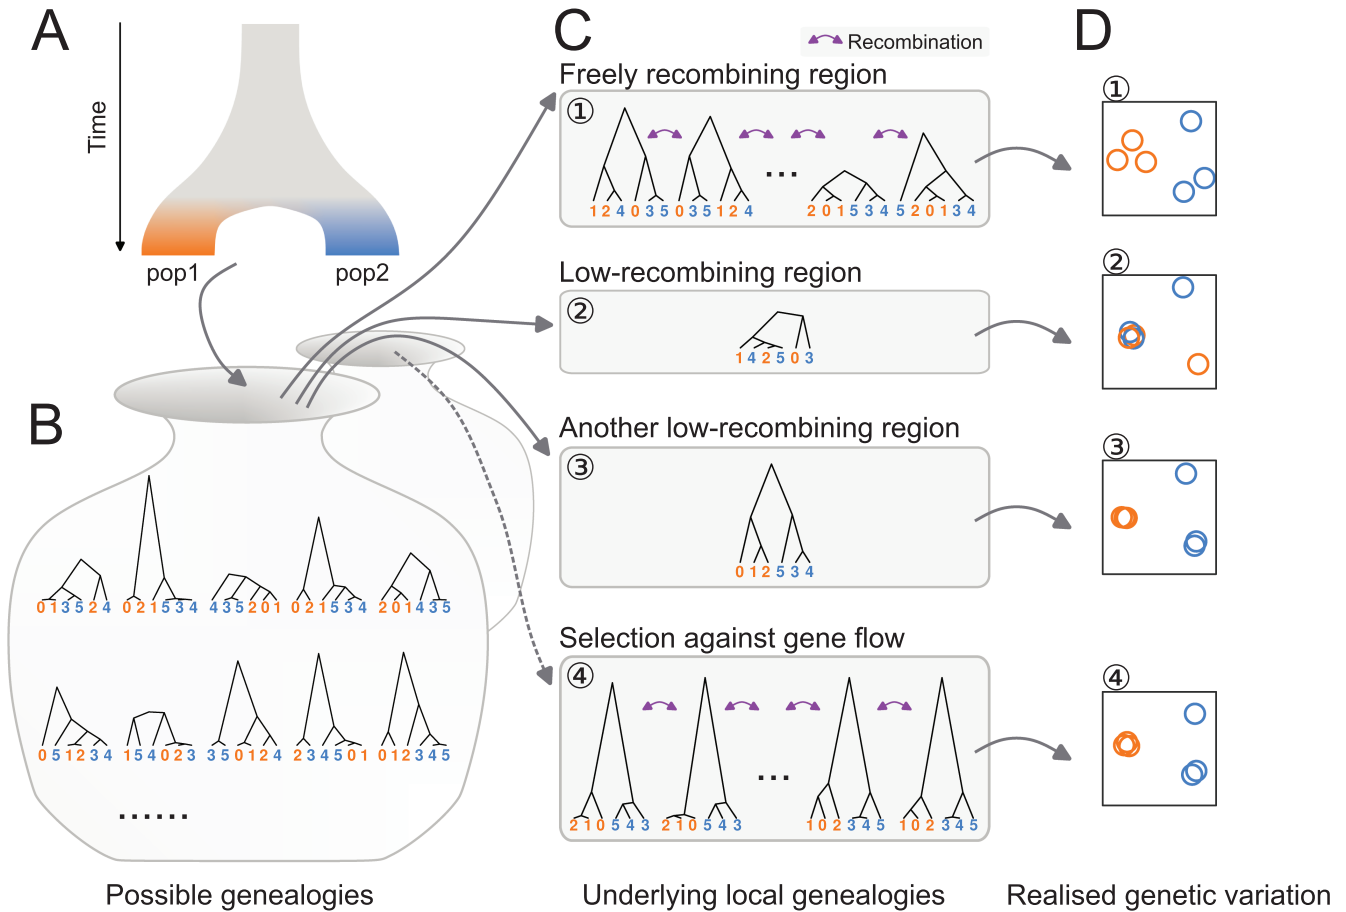 A
Time
pop1
pop2
B
0 1 3 5 2 4
0 2 1 5 3 4
4 3 5 2 0 1
0 2 1 5 3 4
2 0 1 4 3 5
0 5 1 2 3 4
1 5 4 0 2 3
3 5 0 1 2 4
2 3 4 5 0 1
0 1 2 3 4 5
......
Possible genealogies
C
Recombination
Freely recombining region
①
1 2 4 0 3 5
0 3 5 1 2 4
...
2 0 1 5 3 4
5 2 0 1 3 4
Low-recombining region
②
1 4 2 5 0 3
Another low-recombining region
③
0 1 2 5 3 4
Selection against gene flow
④
2 1 0 5 4 3
2 1 0 5 4 3
...
1 0 2 3 4 5
1 0 2 3 4 5
Underlying local genealogies
D
①
②
③
④
Realised genetic variation